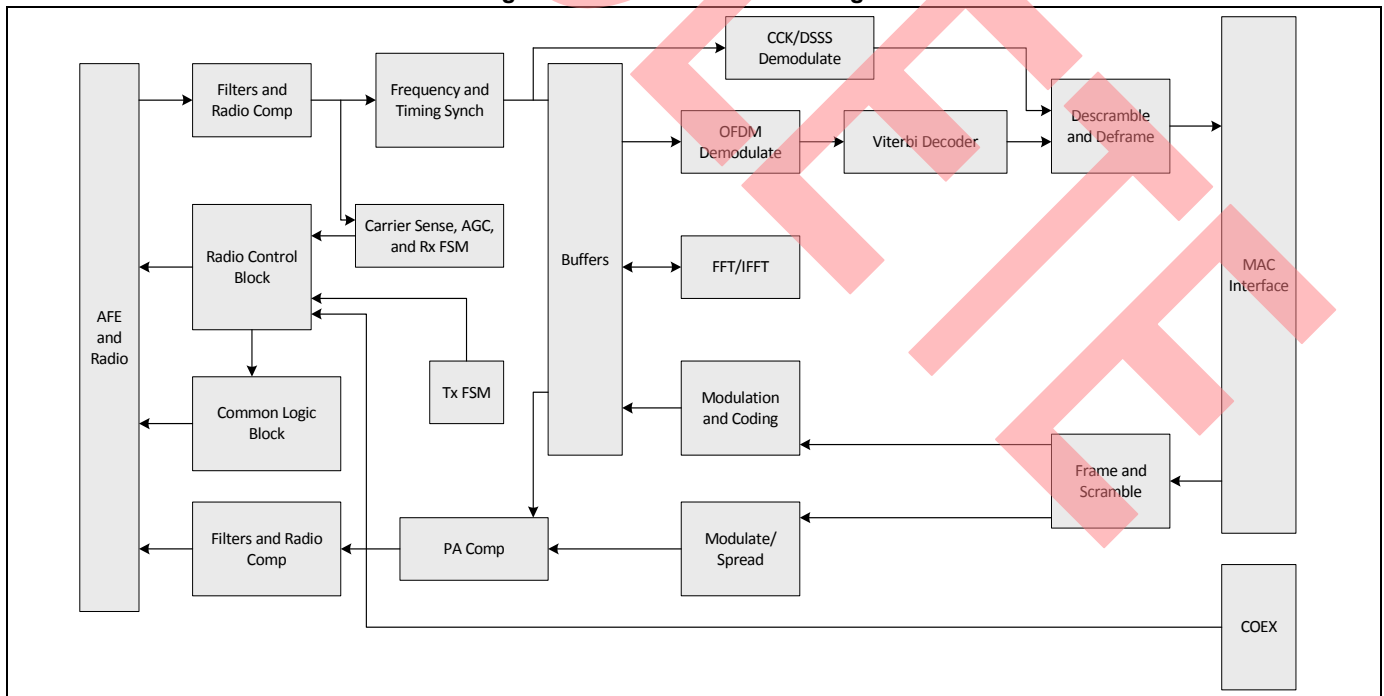 CCK/DSSS
Demodulate
Filters and
Radio Comp
Frequency and
Timing Synch
OFDM
Demodulate
Viterbi Decoder
Descramble
and Deframe
Carrier Sense, AGC,
and Rx FSM
Radio Control
Block
Buffers
FFT/IFFT
MAC
Interface
AFE
and
Radio
Tx FSM
Common Logic
Block
Modulation
and Coding
Frame and
Scramble
Filters and Radio
Comp
PA Comp
Modulate/
Spread
COEX